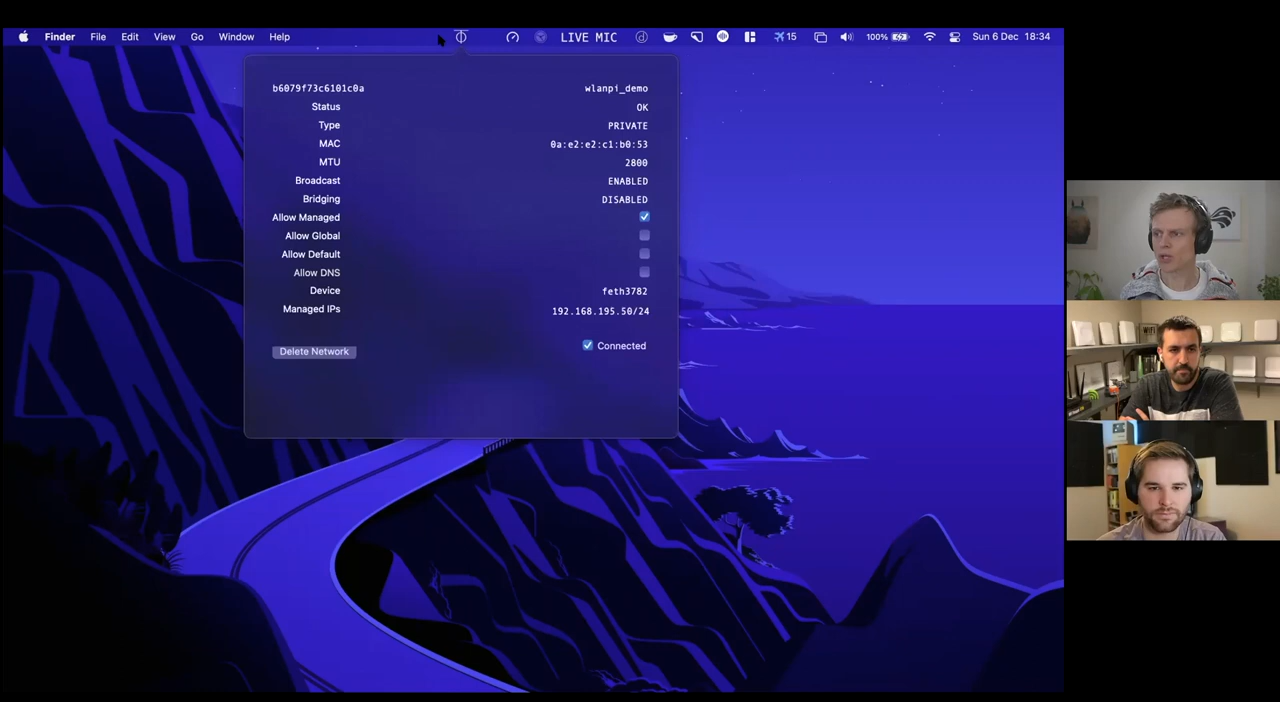 Finder File Edit View Go Window Help LIVE MIC 15 100% Sun 6 Dec 18:34
b6079f73c6101c0a wlanpi_demo
Status OK
Type PRIVATE
MAC 0a:e2:e2:c1:b0:53
MTU 2800
Broadcast ENABLED
Bridging DISABLED
Allow Managed
Allow Global
Allow Default
Allow DNS
Device feth3782
Managed IPs 192.168.195.50/24
Connected
Delete Network
WIFI